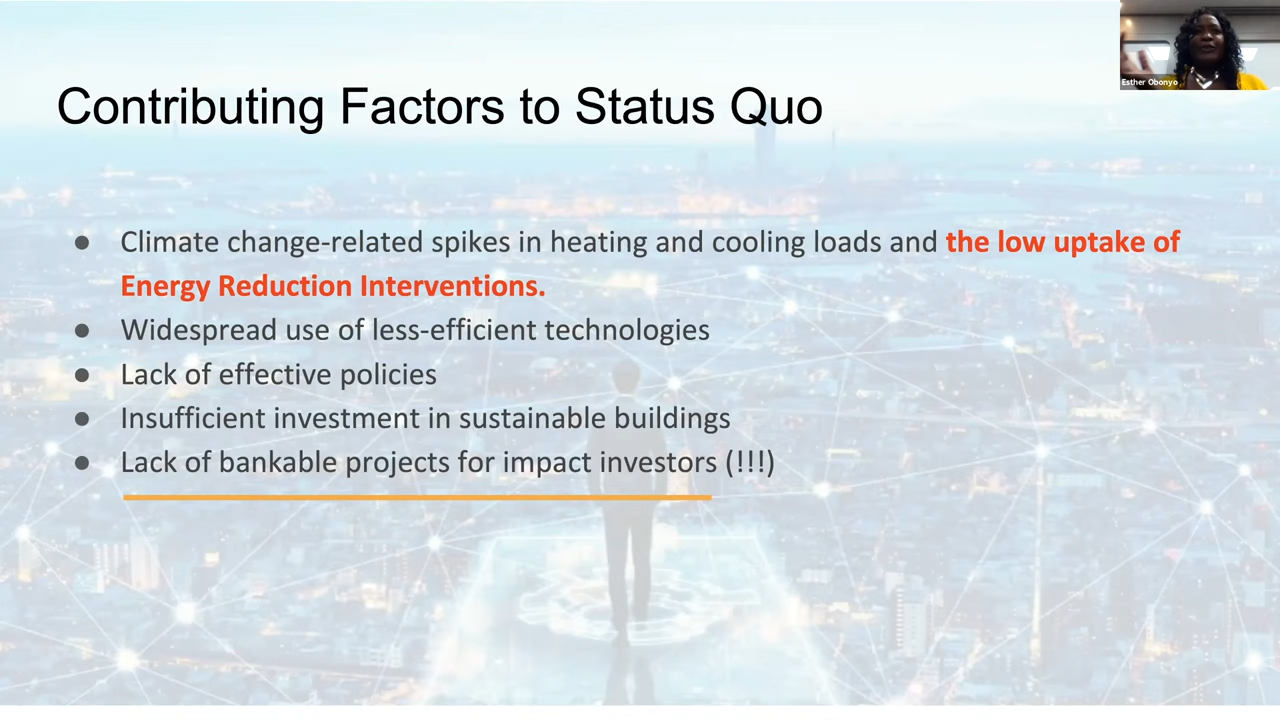 Esther Obonyo
Contributing Factors to Status Quo
● Climate change-related spikes in heating and cooling loads and the low uptake of
Energy Reduction Interventions.
● Widespread use of less-efficient technologies
● Lack of effective policies
● Insufficient investment in sustainable buildings
● Lack of bankable projects for impact investors (!!!)